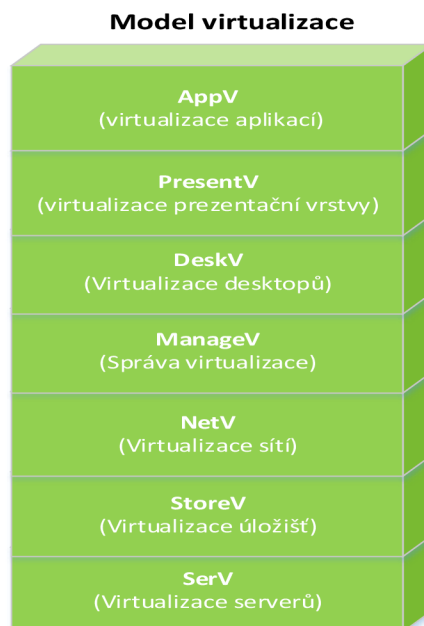 Model virtualizace
AppV
(virtualizace aplikací)
PresentV
(virtualizace prezentační vrstvy)
DeskV
(Virtualizace desktopů)
ManageV
(Správa virtualizace)
NetV
(Virtualizace sítí)
StoreV
(Virtualizace úložišť)
SerV
(Virtualizace serverů)